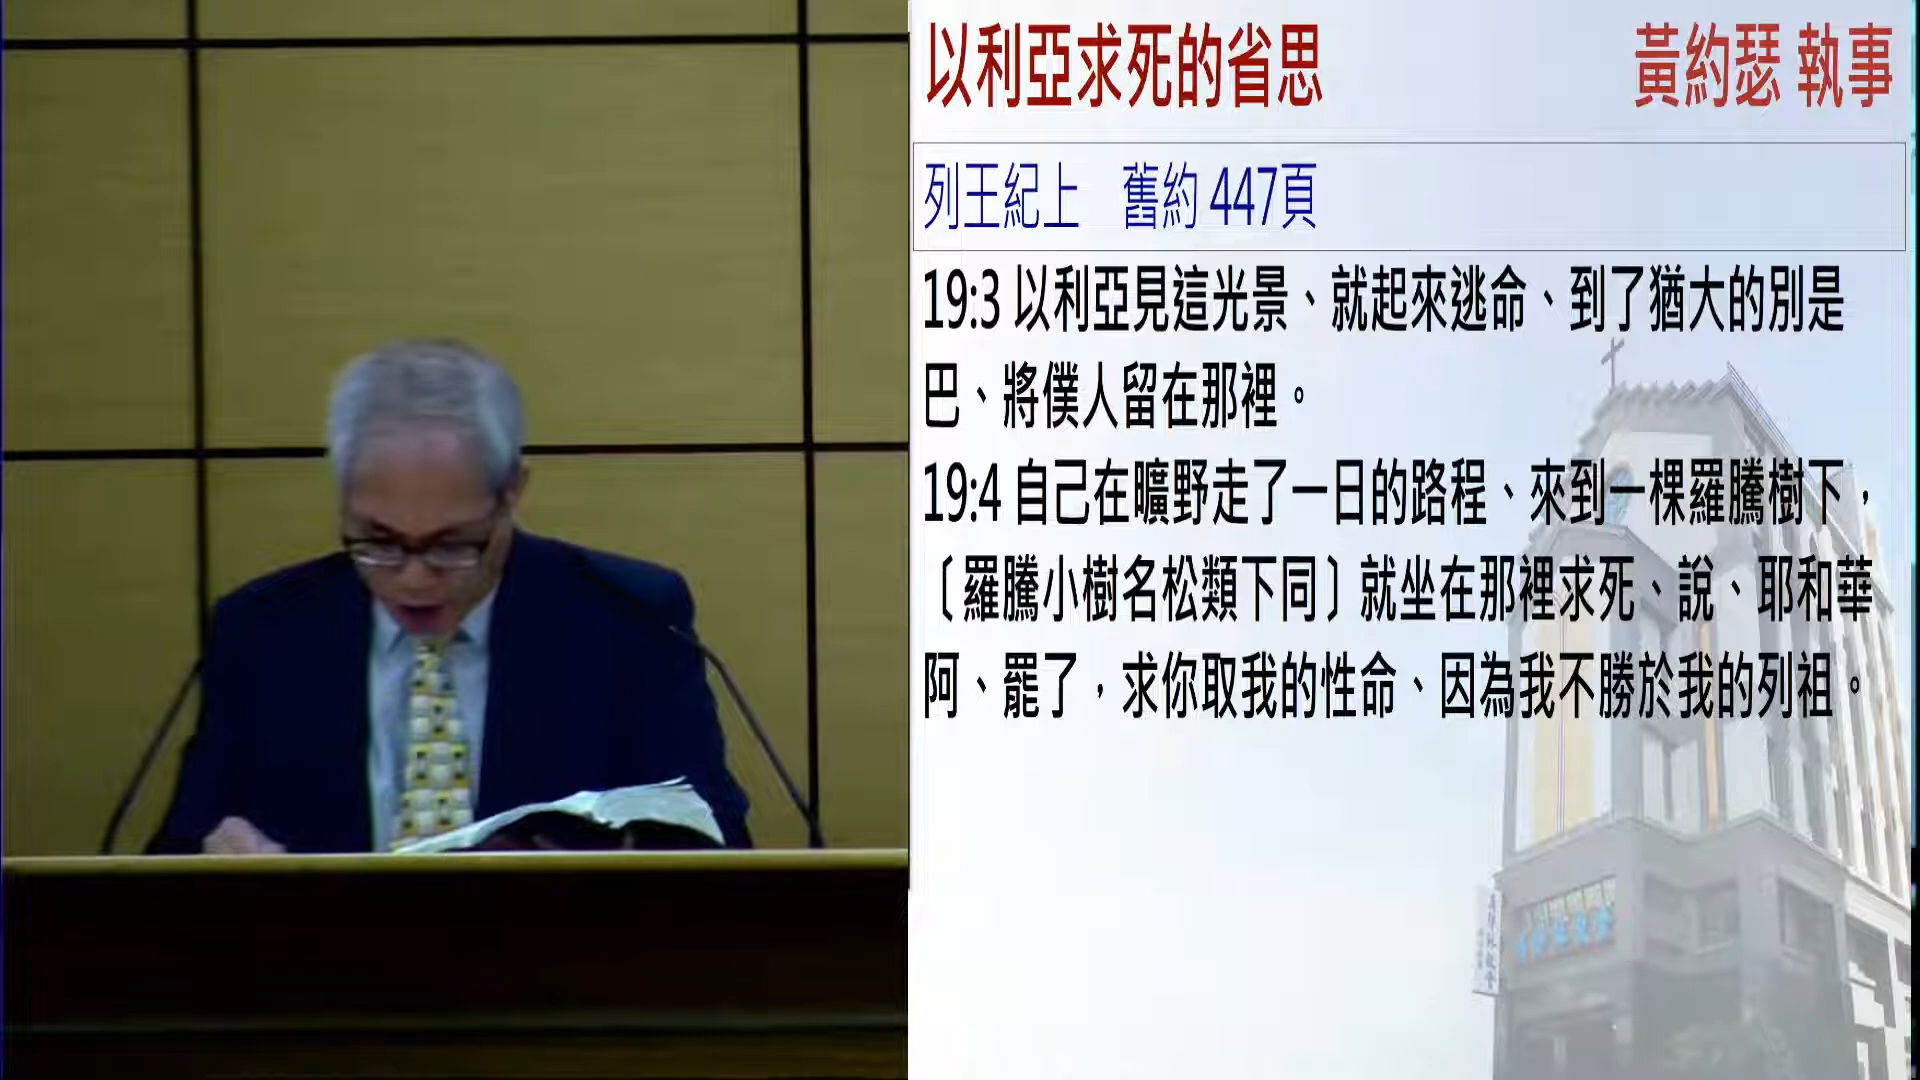 以利亞求死的省思
黃約瑟 執事
列王紀上 舊約 447頁
19:3 以利亞見這光景、就起來逃命、到了猶大的別是
巴、將僕人留在那裡。
19:4 自己在曠野走了一日的路程、來到一棵羅騰樹下，
〔羅騰小樹名松類下同〕就坐在那裡求死、說、耶和華
阿、罷了，求你取我的性命、因為我不勝於我的列祖。